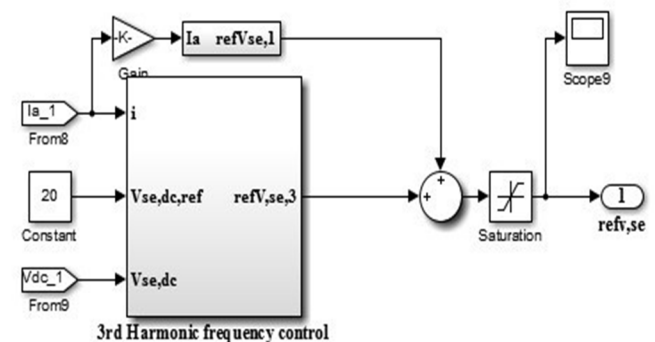 -K-
Gain
Ia refVse,1
Scope9
Ia_1
From8
i
20
Constant
Vse,dc,ref refV,se,3
+
+
Saturation
1
refv,se
Vdc_1
From9
Vse,dc
3rd Harmonic frequency control